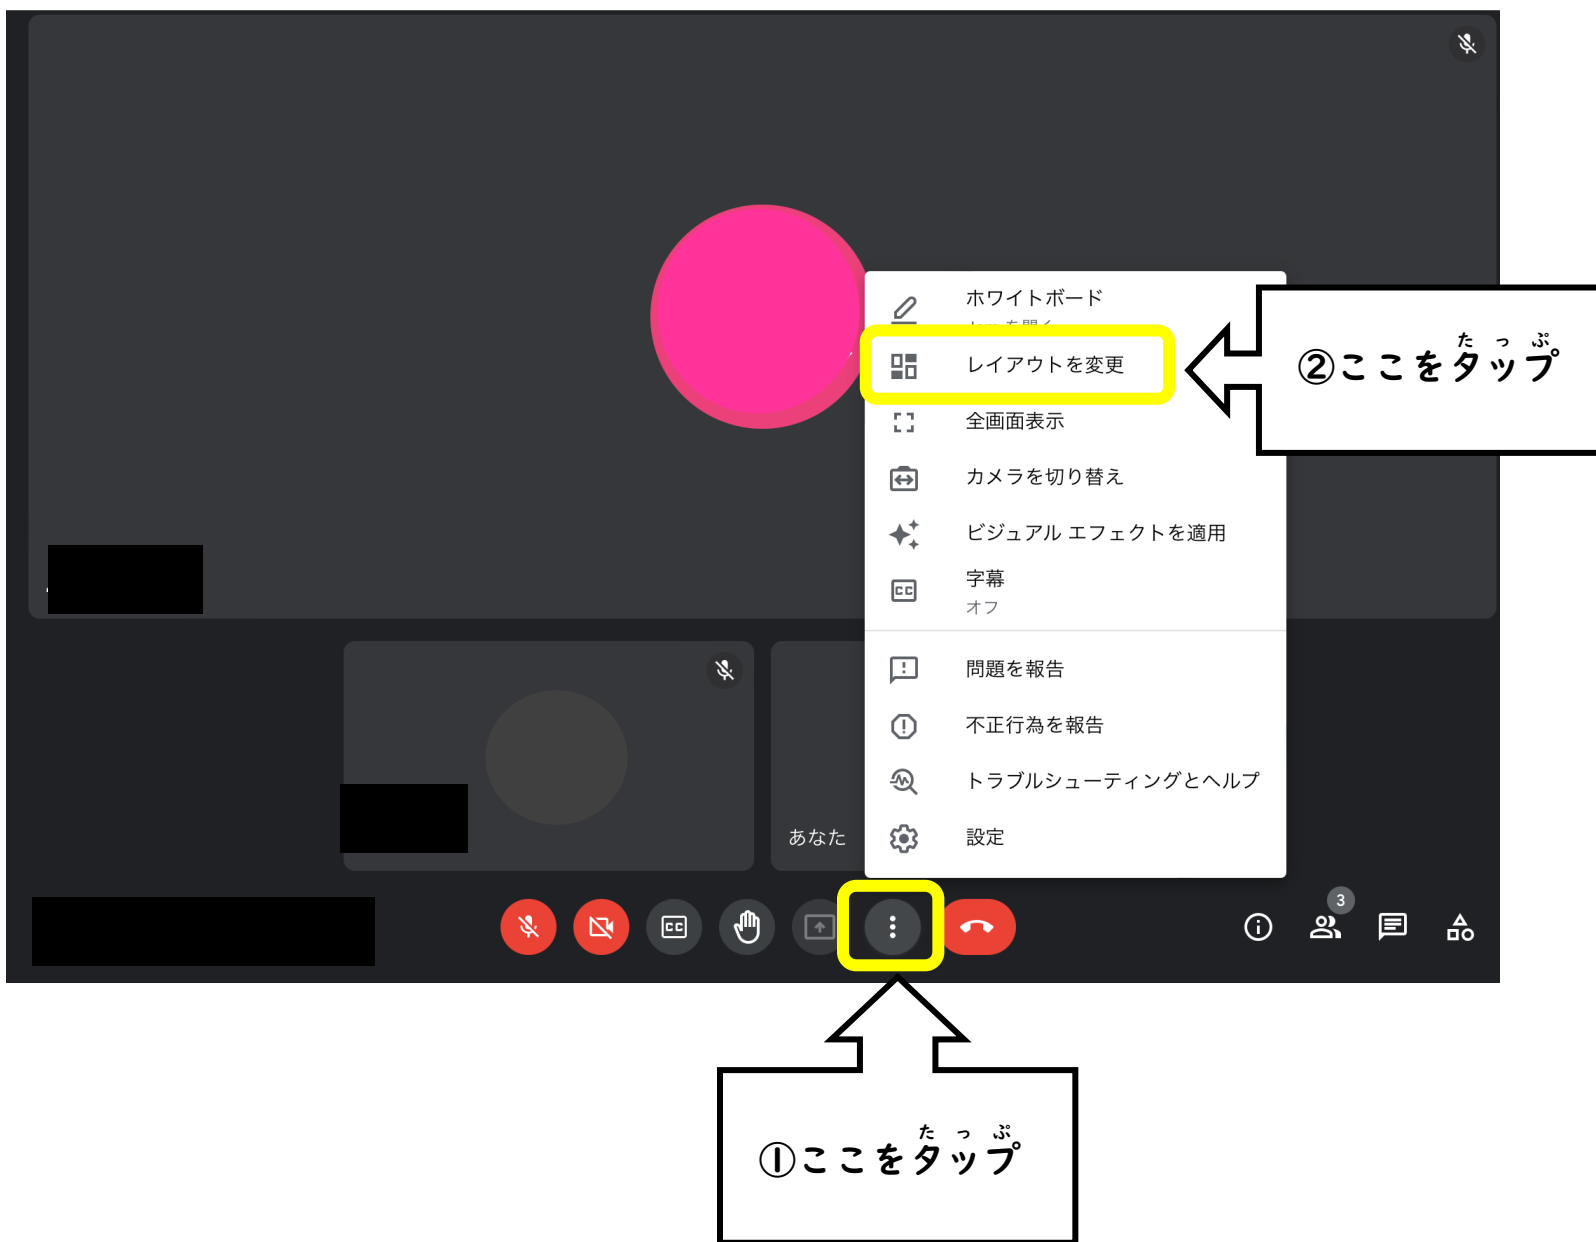 ホワイトボード
レイアウトを変更
全画面表示
カメラを切り替え
ビジュアル エフェクトを適用
字幕
オフ
問題を報告
不正行為を報告
トラブルシューティングとヘルプ
設定
たっぷ
②ここをタップ
あなた
3
たっぷ
①ここをタップ